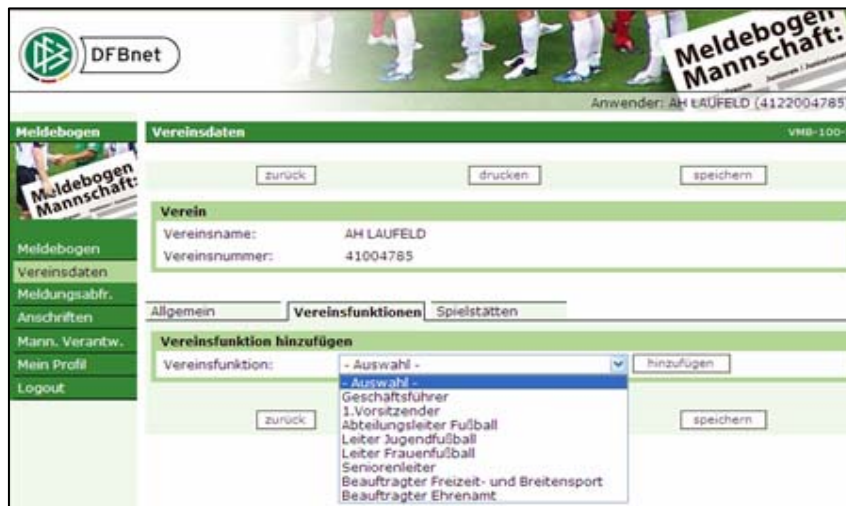 DFBnet
Meldebogen
Mannschaft:
Anwender: AH LAUFELD (4122004785)
Meldebogen
Vereinsdaten
VMB-100-
Meldebogen
Mannschaft:
zurück
drucken
speichern
Verein
Vereinsname: AH LAUFELD
Vereinsnummer: 41004785
Meldebogen
Vereinsdaten
Meldungsabfr.
Anschriften
Mann. Verantw.
Mein Profil
Logout
Allgemein
Vereinsfunktionen
Spielstätten
Vereinsfunktion hinzufügen
Vereinsfunktion: - Auswahl - hinzufügen
- Auswahl -
Geschäftsführer
1.Vorsitzender
Abteilungsleiter Fußball
Leiter Jugendfußball
Leiter Frauenfußball
Seniorenleiter
Beauftragter Freizeit- und Breitensport
Beauftragter Ehrenamt
zurück
speichern